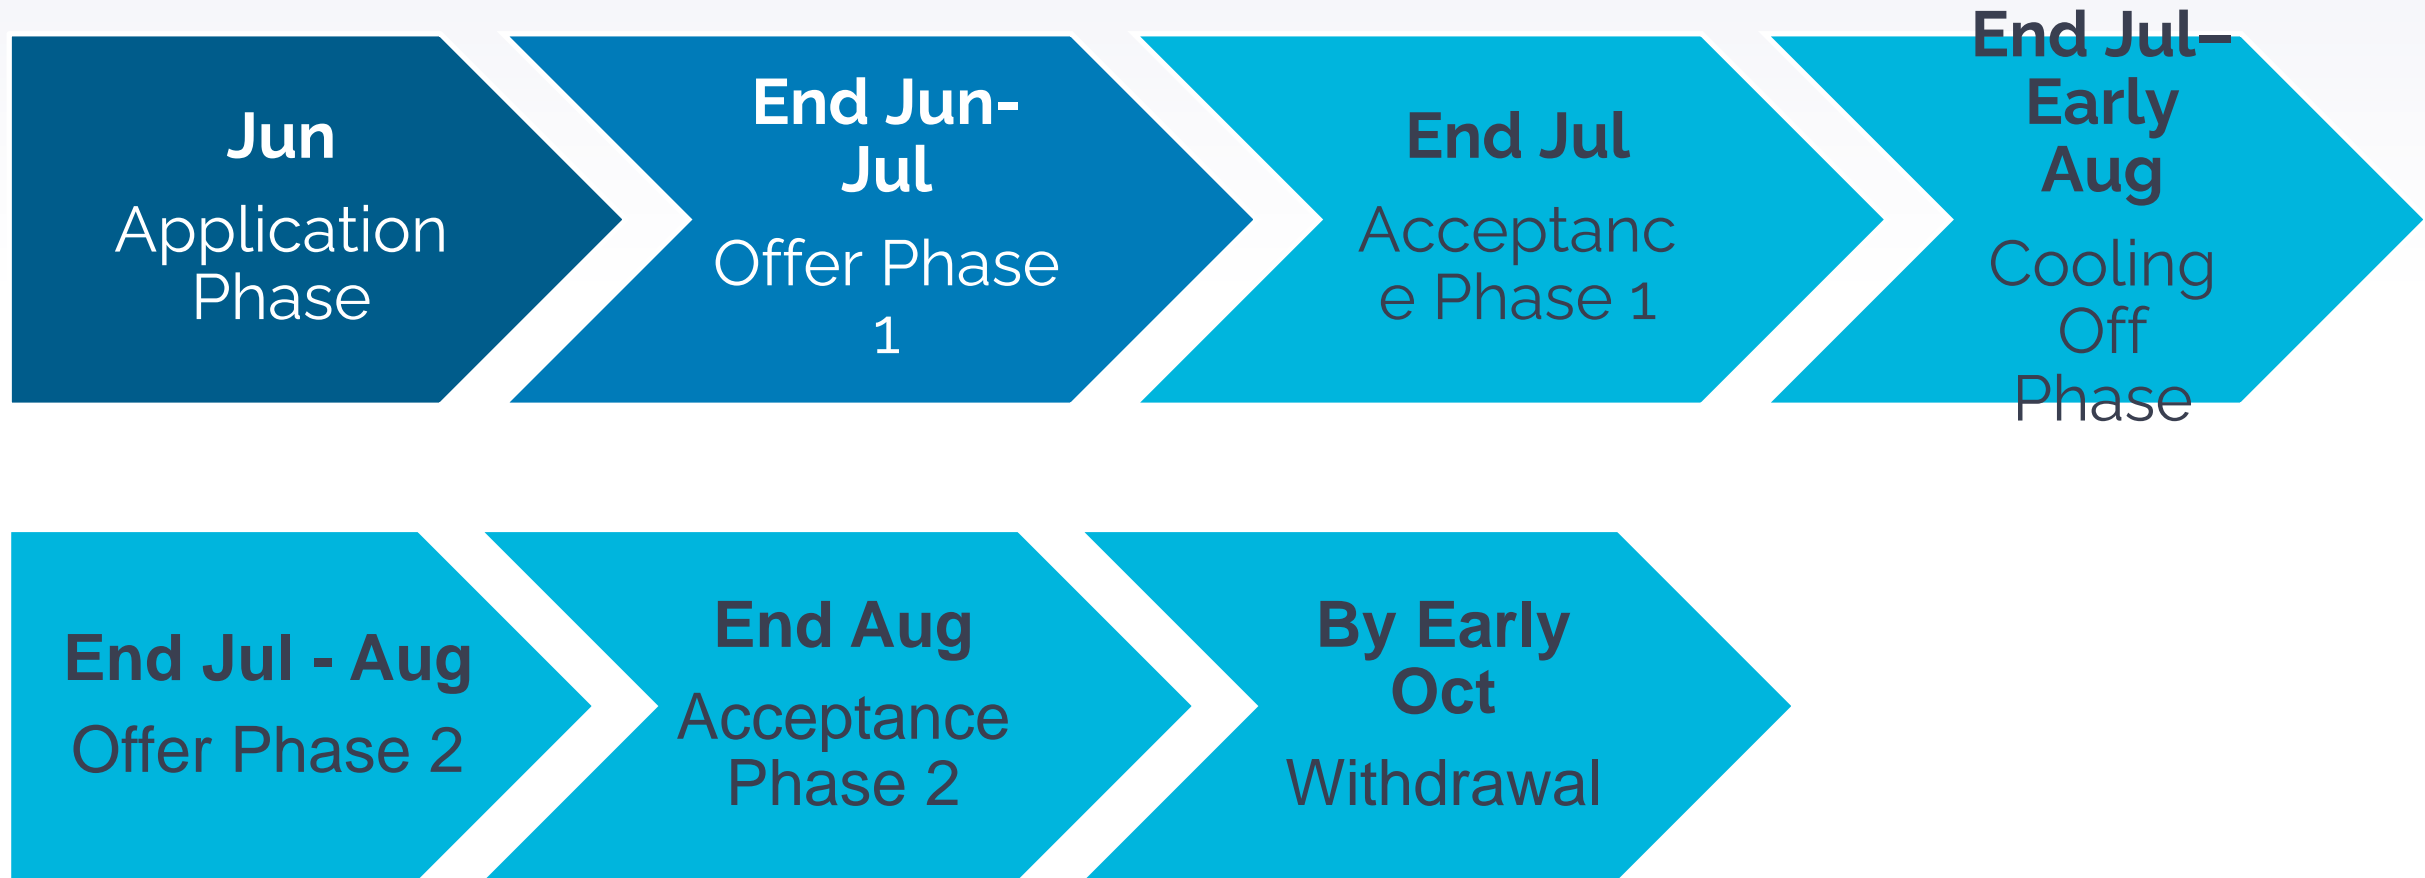 Jun
Application
Phase
End Jun-
Jul
Offer Phase
1
End Jul
Acceptanc
e Phase 1
End Jul–
Early
Aug
Cooling
Off
Phase
End Jul - Aug
Offer Phase 2
End Aug
Acceptance
Phase 2
By Early
Oct
Withdrawal